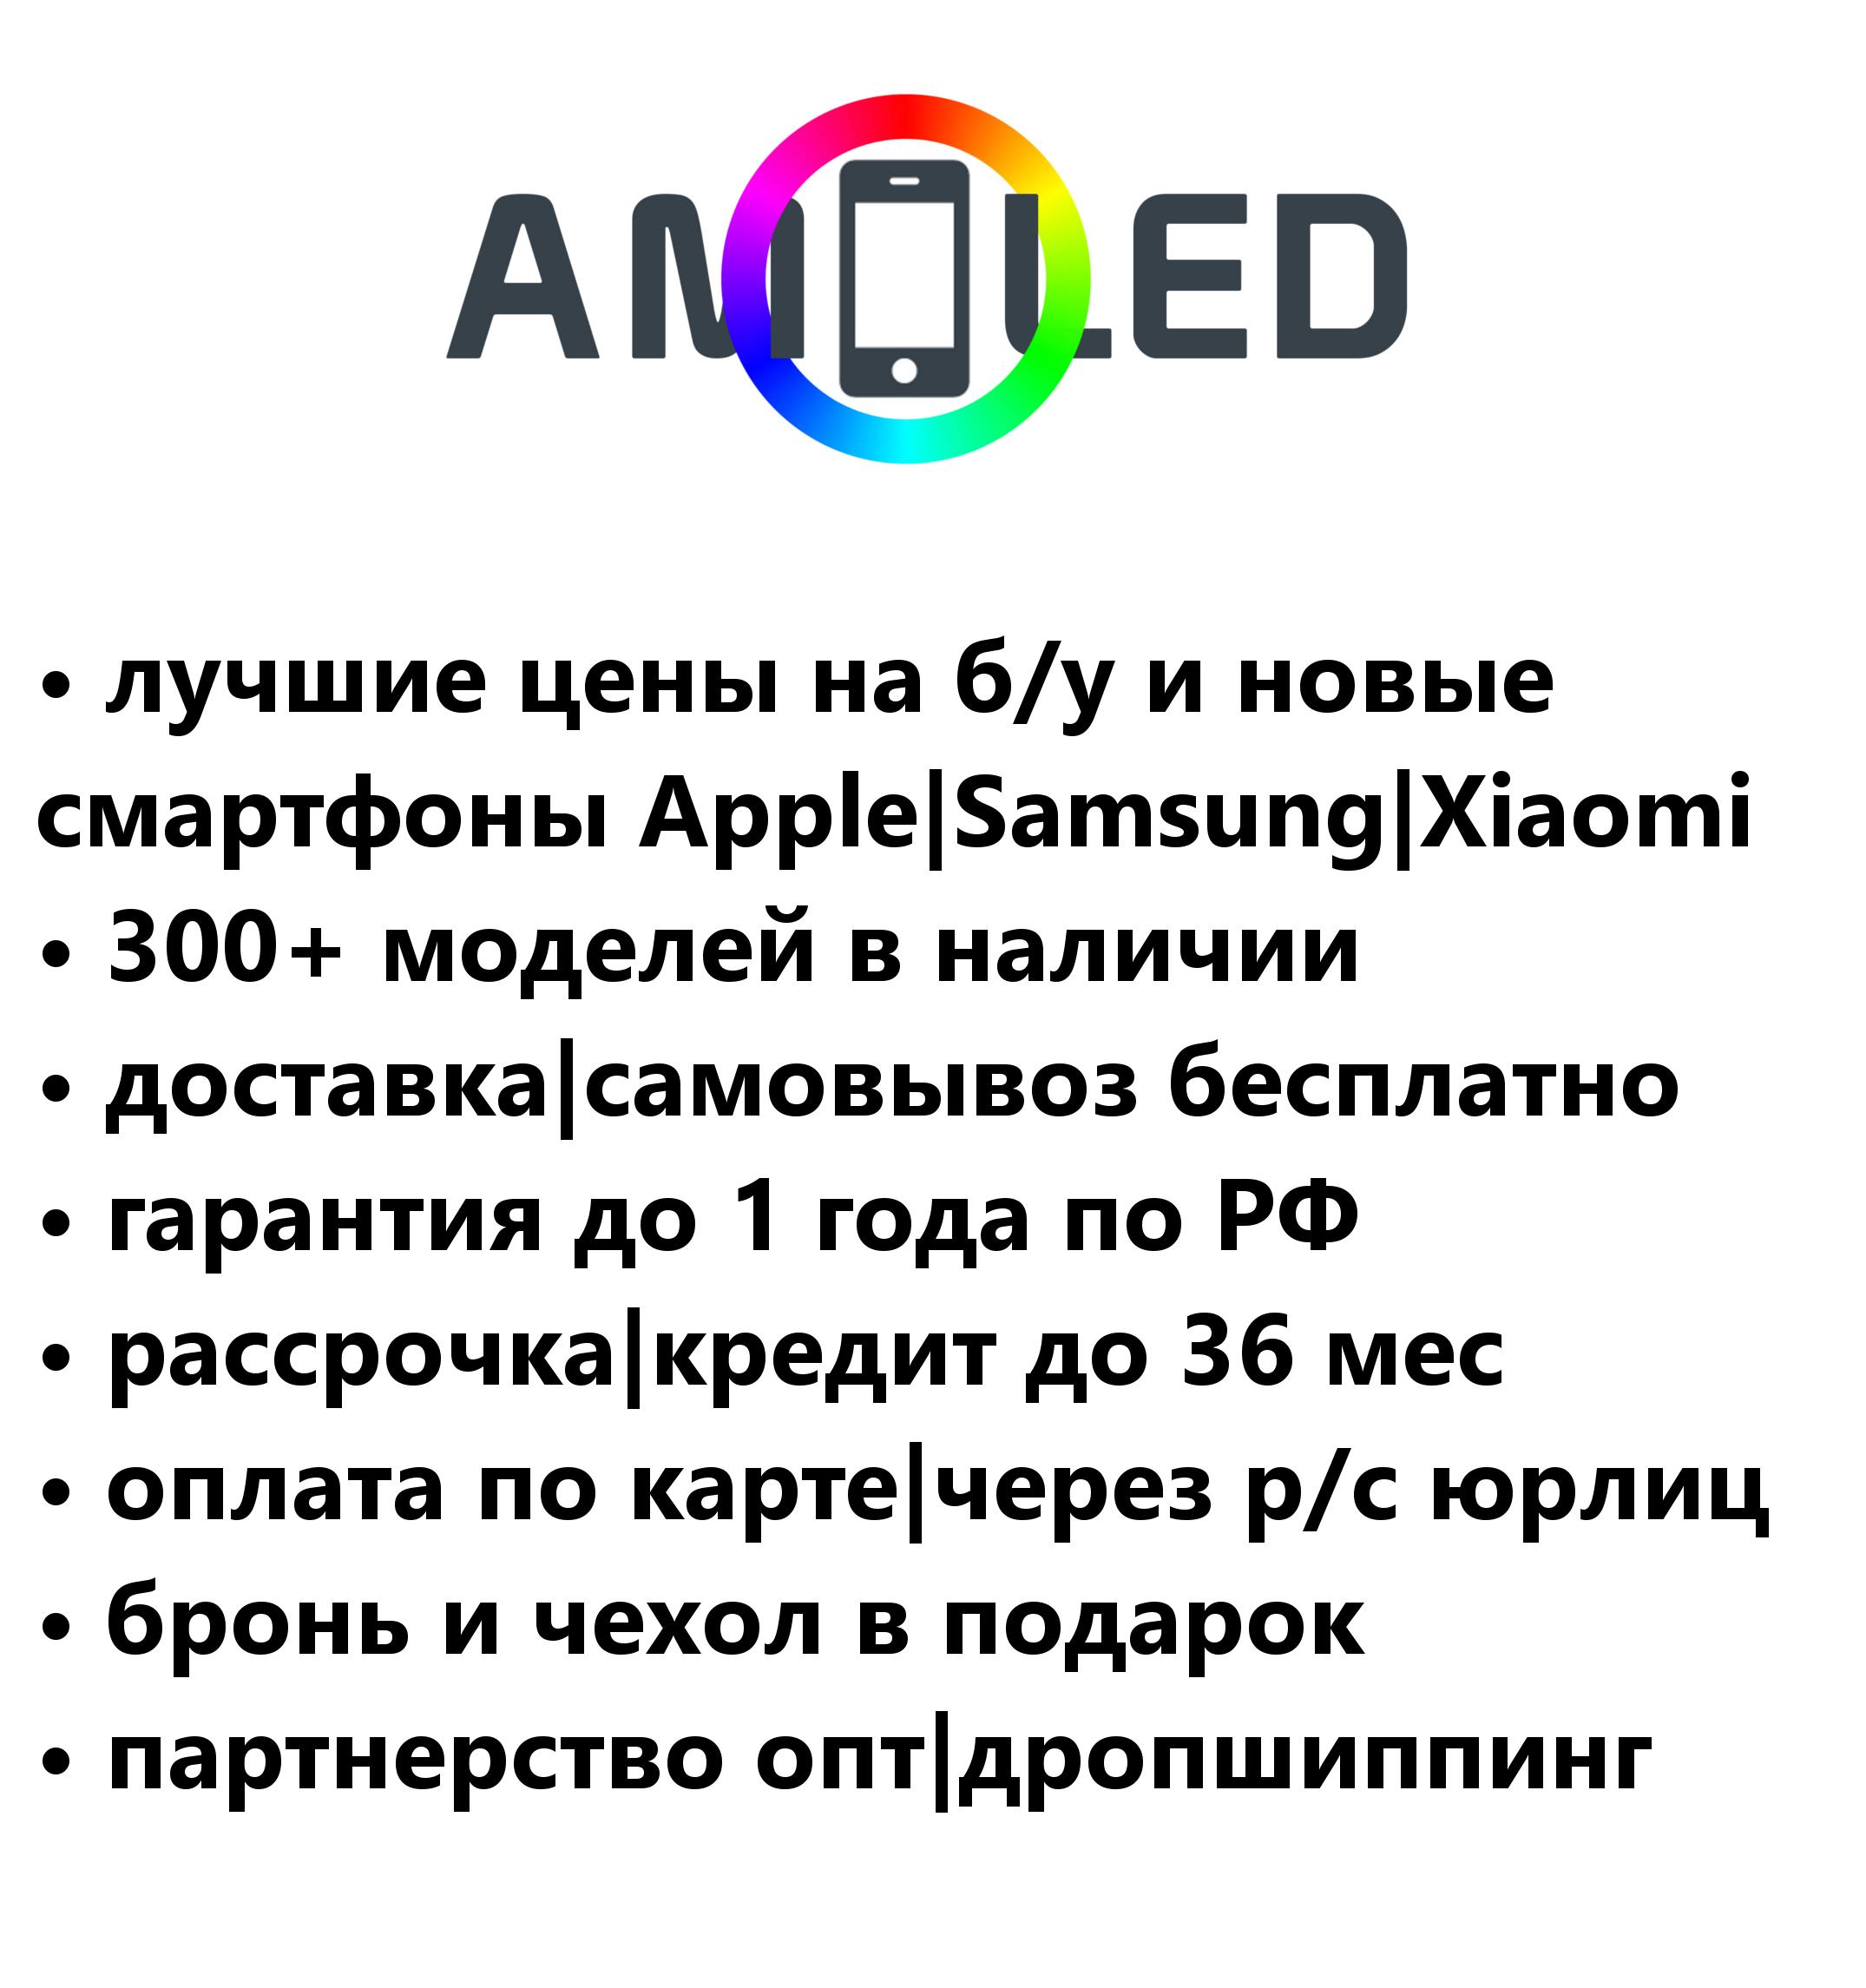 AMOLED
• лучшие цены на б/у и новые
смартфоны Apple|Samsung|Xiaomi
• 300+ моделей в наличии
• доставка|самовывоз бесплатно
• гарантия до 1 года по РФ
• рассрочка|кредит до 36 мес
• оплата по карте|через р/с юрлиц
• бронь и чехол в подарок
• партнерство опт|дропшиппинг